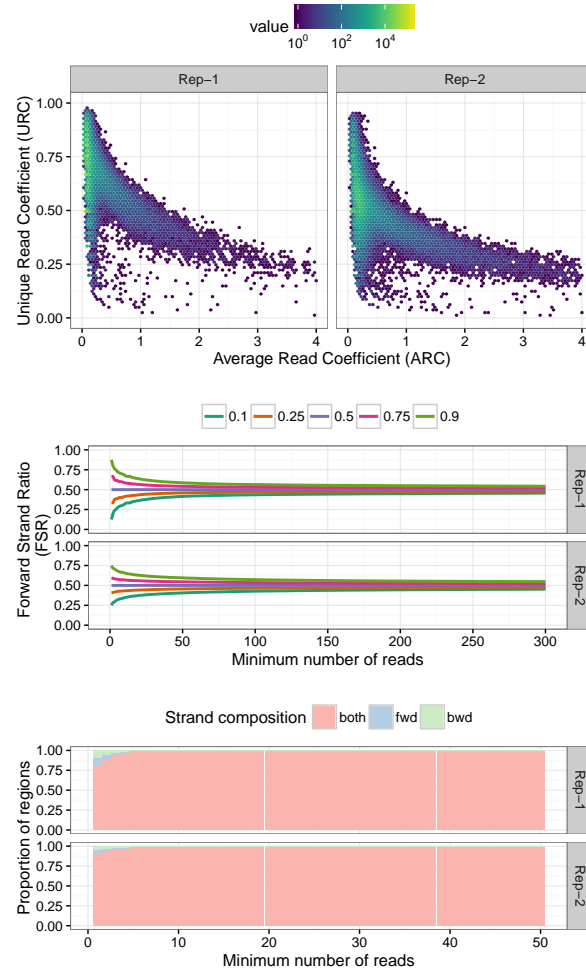 value
10^0 10^2 10^4
Rep−1 Rep−2
1.00
0.75
0.50
0.25
0.00
Unique Read Coefficient (URC)
0 1 2 3 4 0 1 2 3 4
Average Read Coefficient (ARC)
0.1 0.25 0.5 0.75 0.9
1.00
0.75
0.50
0.25
0.00
Rep−1
1.00
0.75
0.50
0.25
0.00
Rep−2
Forward Strand Ratio
(FSR)
0 50 100 150 200 250 300
Minimum number of reads
Strand composition both fwd bwd
1.00
0.75
0.50
0.25
0.00
Rep−1
1.00
0.75
0.50
0.25
0.00
Rep−2
Proportion of regions
0 10 20 30 40 50
Minimum number of reads